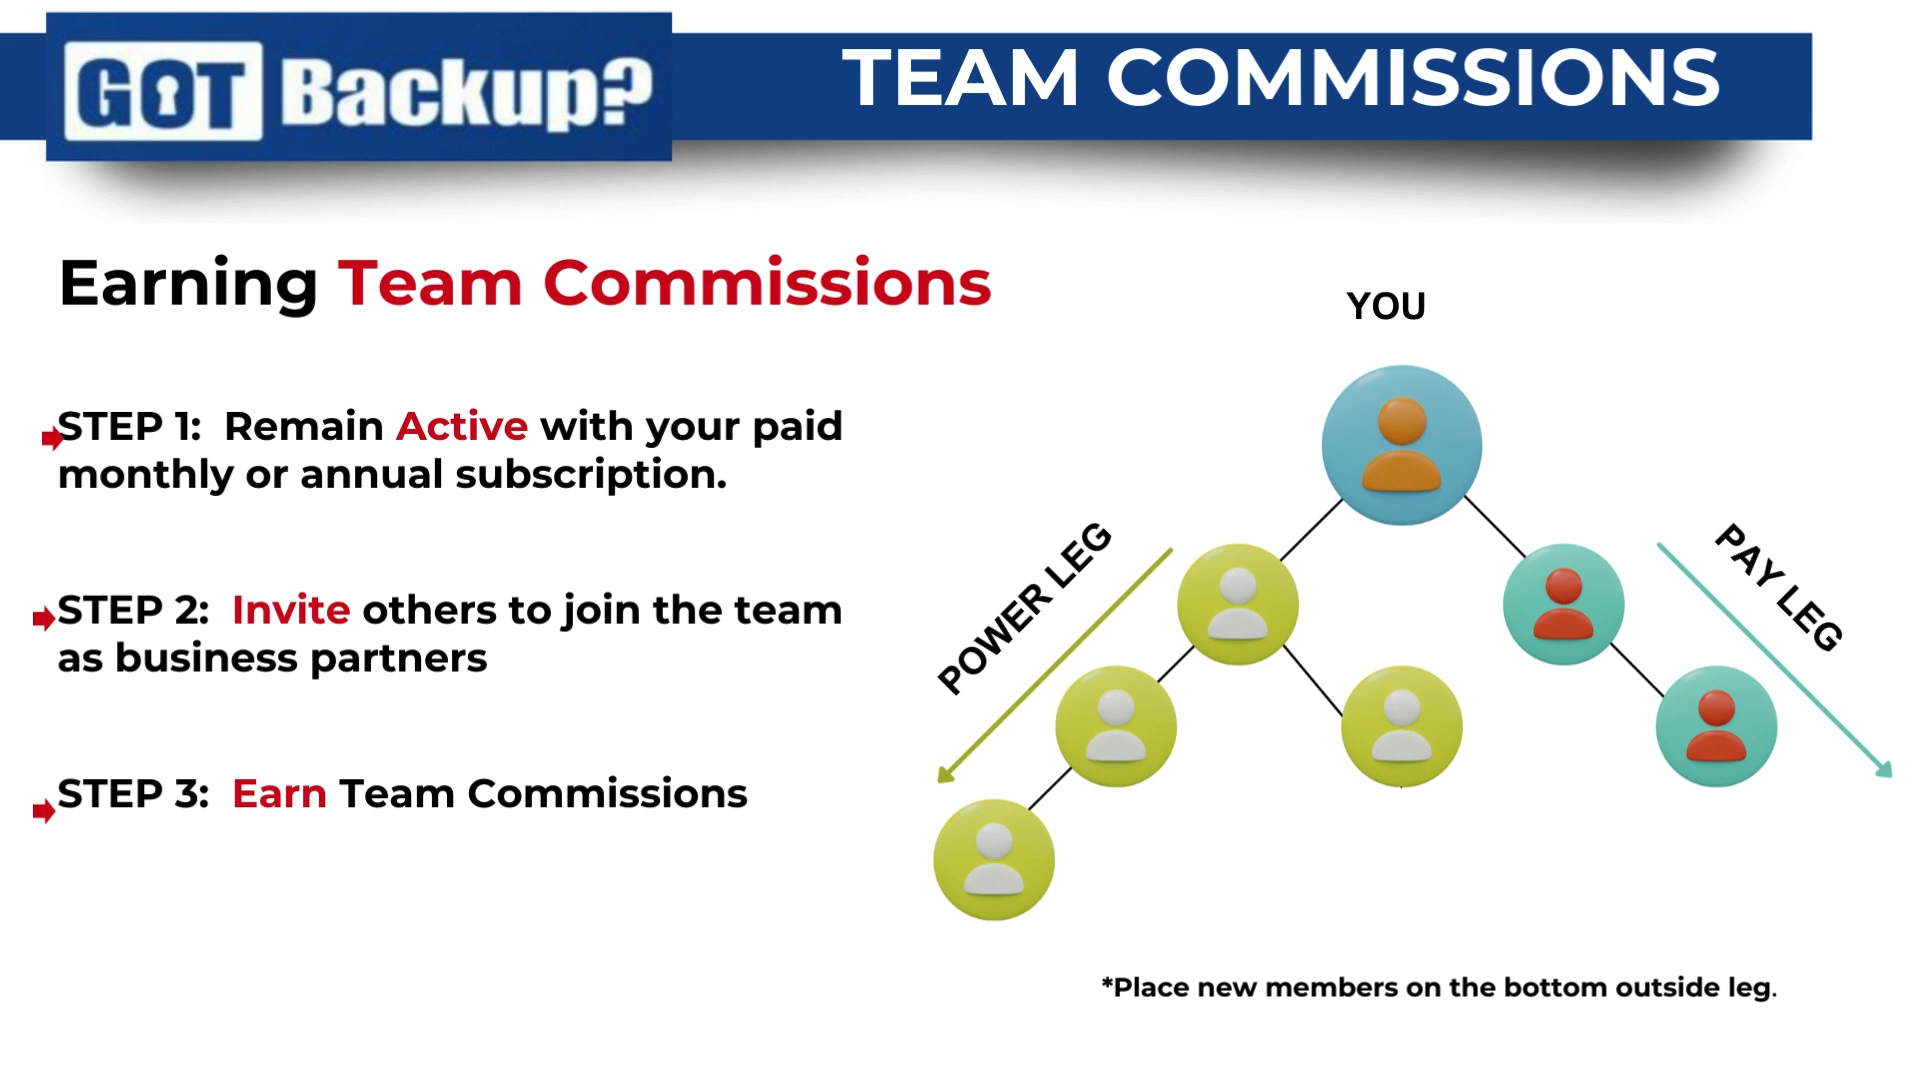 GOT Backup?
TEAM COMMISSIONS
Earning Team Commissions
STEP 1:  Remain Active with your paid
monthly or annual subscription.
STEP 2:  Invite others to join the team
as business partners
STEP 3:  Earn Team Commissions
YOU
POWER LEG
PAY LEG
*Place new members on the bottom outside leg.